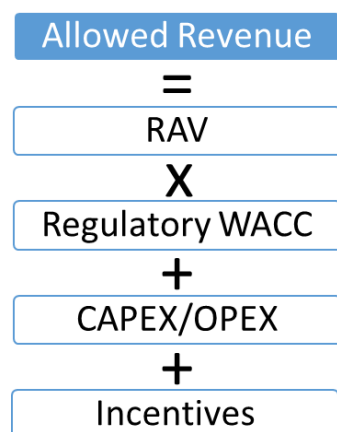 Allowed Revenue
=
RAV
X
Regulatory WACC
+
CAPEX/OPEX
+
Incentives